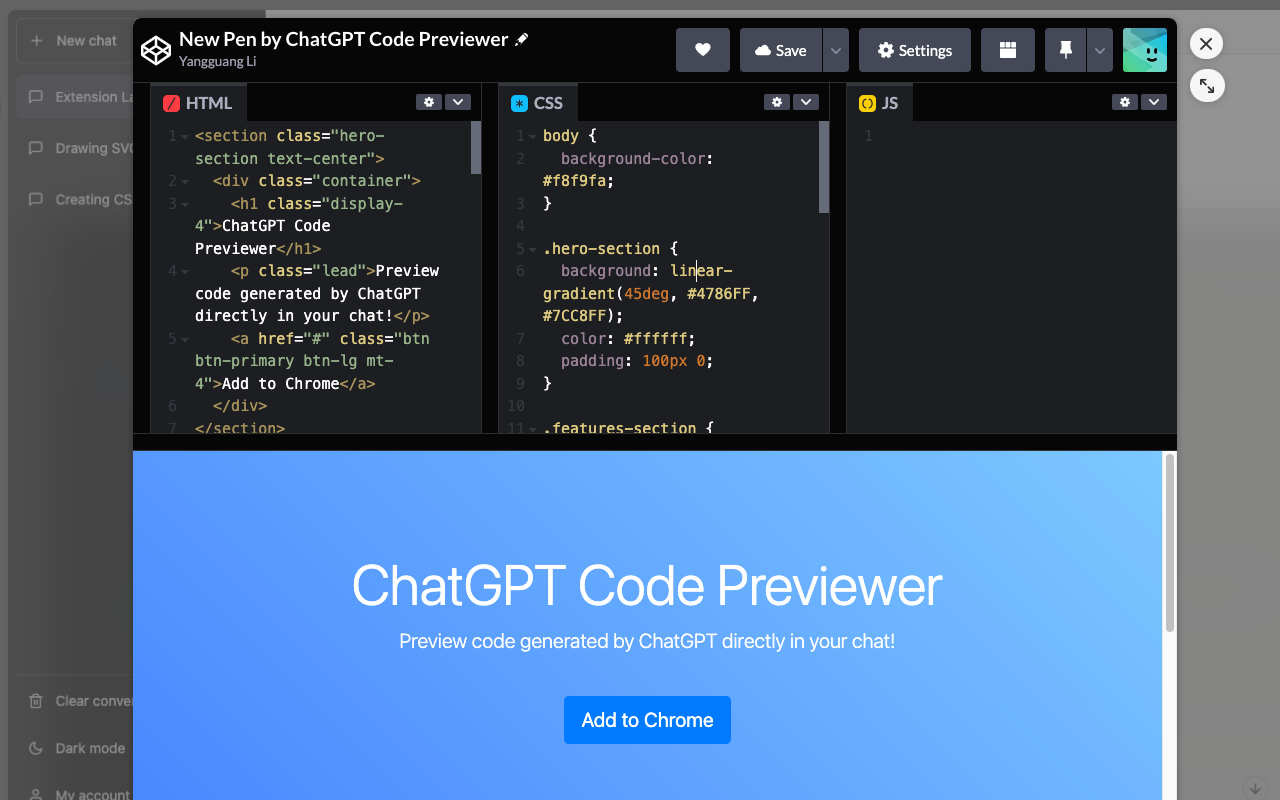 New chat
Extension La
Drawing SVG
Creating CS
Clear conver
Dark mode
My account
New Pen by ChatGPT Code Previewer
Yangguang Li
Save
Settings
HTML
1 <section class="hero-
section text-center">
2 <div class="container">
3 <h1 class="display-
4">ChatGPT Code
Previewer</h1>
4 <p class="lead">Preview
code generated by ChatGPT
directly in your chat!</p>
5 <a href="#" class="btn
btn-primary btn-lg mt-
4">Add to Chrome</a>
6 </div>
7 </section>
CSS
1 body {
2 background-color:
#f8f9fa;
3 }
4
5 .hero-section {
6 background: linear-
gradient(45deg, #4786FF,
#7CC8FF);
7 color: #ffffff;
8 padding: 100px 0;
9 }
10
11 .features-section {
JS
1
ChatGPT Code Previewer
Preview code generated by ChatGPT directly in your chat!
Add to Chrome